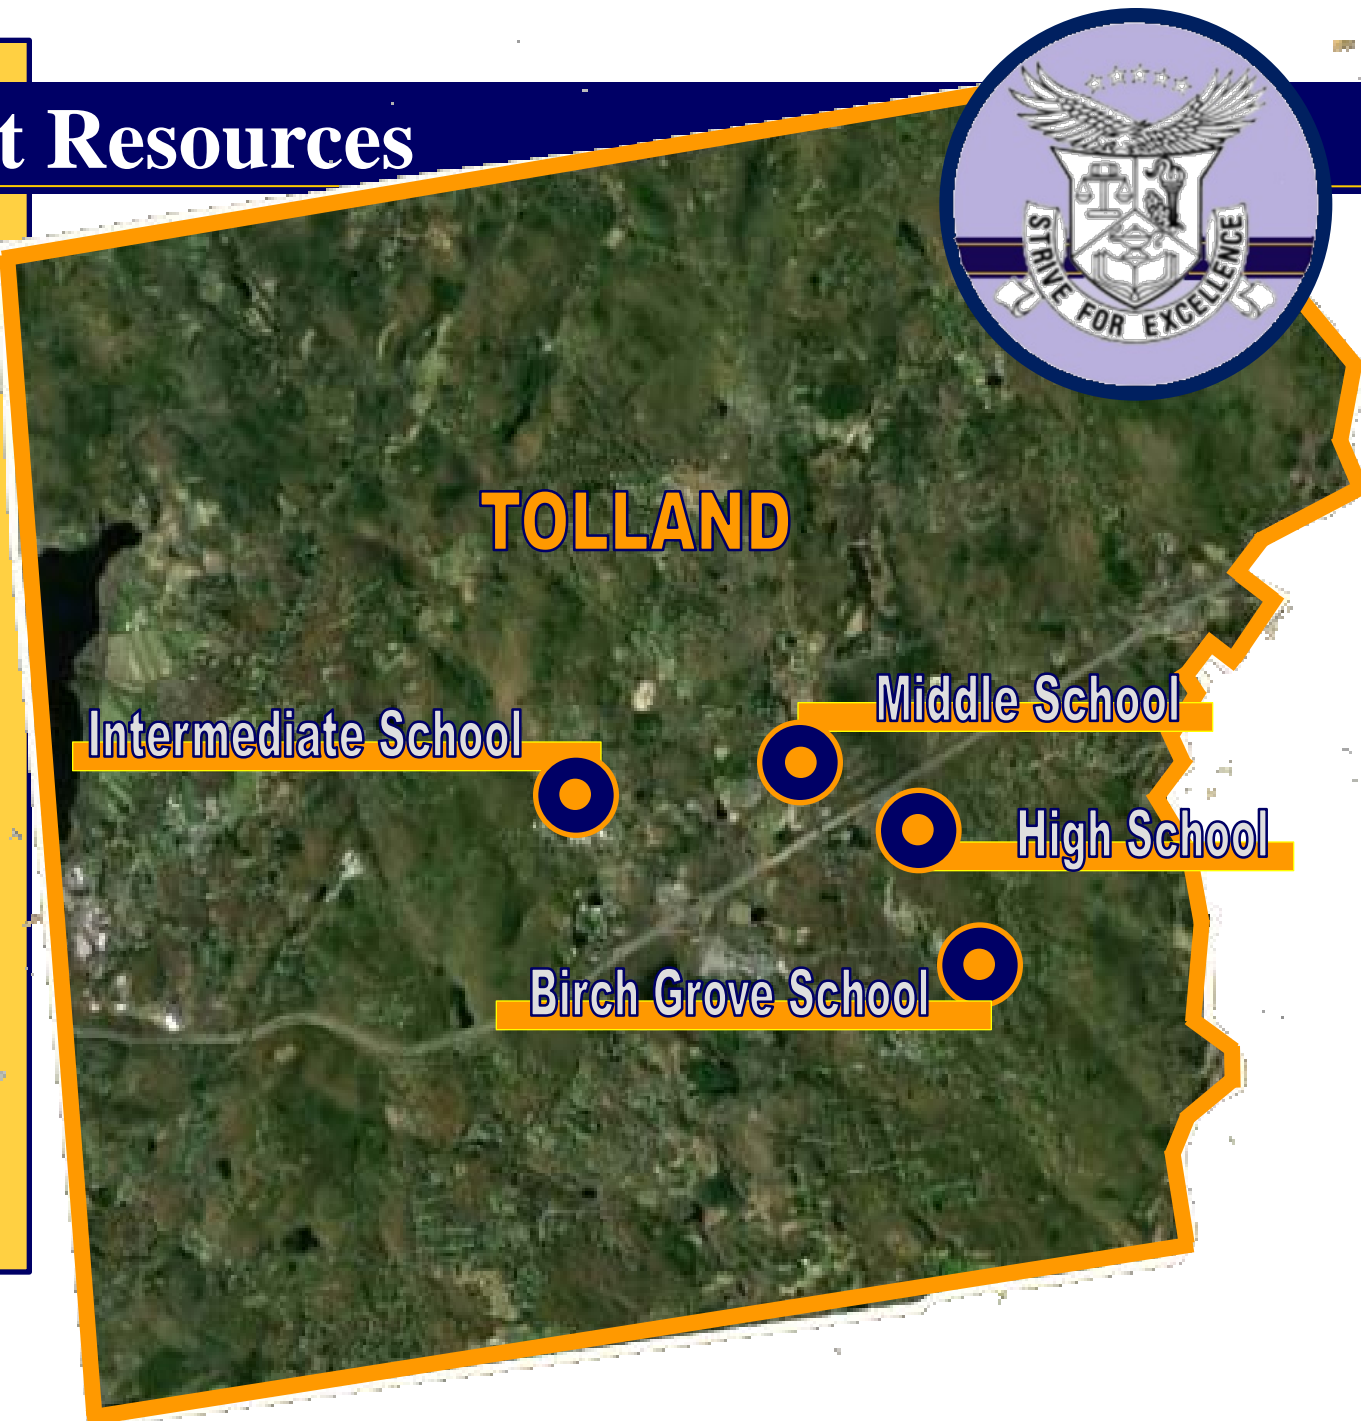 t Resources
STRIVE FOR EXCELLENCE
TOLLAND
Middle School
Intermediate School
High School
Birch Grove School